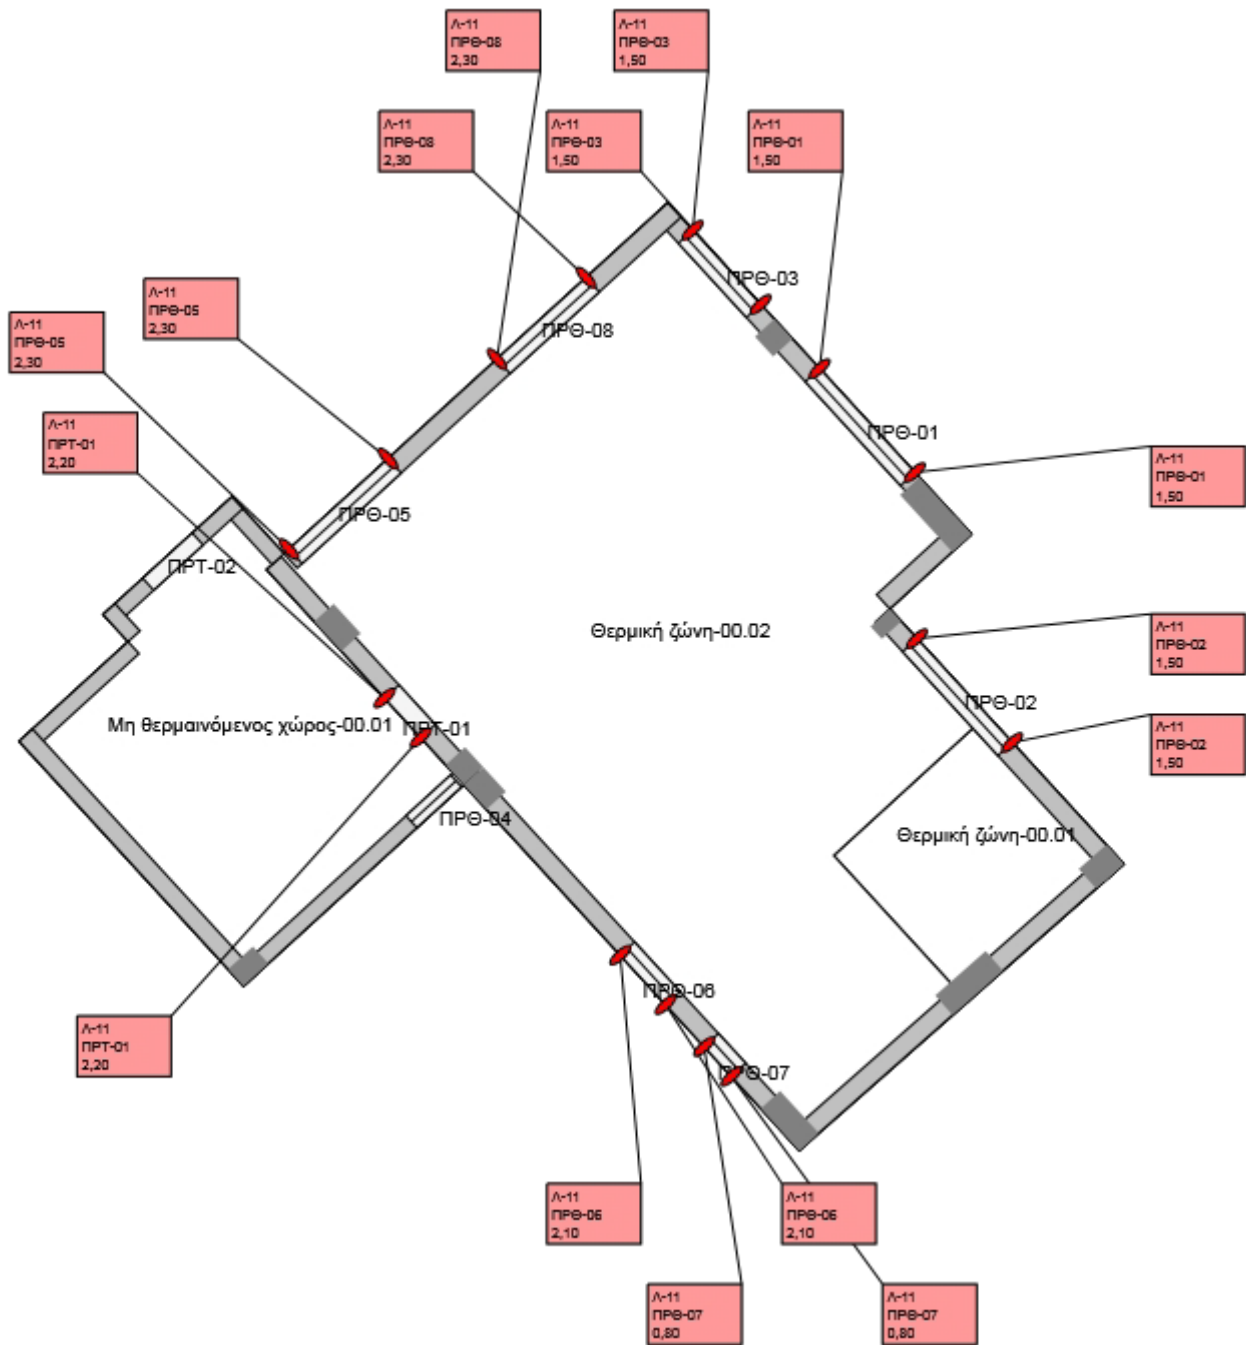 Λ-11
ΠΡΘ-08
2,30
Λ-11
ΠΡΘ-03
1,50
Λ-11
ΠΡΘ-08
2,30
Λ-11
ΠΡΘ-03
1,50
Λ-11
ΠΡΘ-01
1,50
Λ-11
ΠΡΘ-05
2,30
ΠΡΘ-03
Λ-11
ΠΡΘ-05
2,30
ΠΡΘ-08
Λ-11
ΠΡΤ-01
2,20
ΠΡΘ-01
Λ-11
ΠΡΘ-01
1,50
ΠΡΘ-05
ΠΡΤ-02
Θερμική ζώνη-00.02
Λ-11
ΠΡΘ-02
1,50
ΠΡΘ-02
Μη θερμαινόμενος χώρος-00.01
ΠΡΤ-01
Λ-11
ΠΡΘ-02
1,50
ΠΡΘ-04
Θερμική ζώνη-00.01
ΠΡΘ-06
Λ-11
ΠΡΤ-01
2,20
ΠΡΘ-07
Λ-11
ΠΡΘ-06
2,10
Λ-11
ΠΡΘ-06
2,10
Λ-11
ΠΡΘ-07
0,80
Λ-11
ΠΡΘ-07
0,80